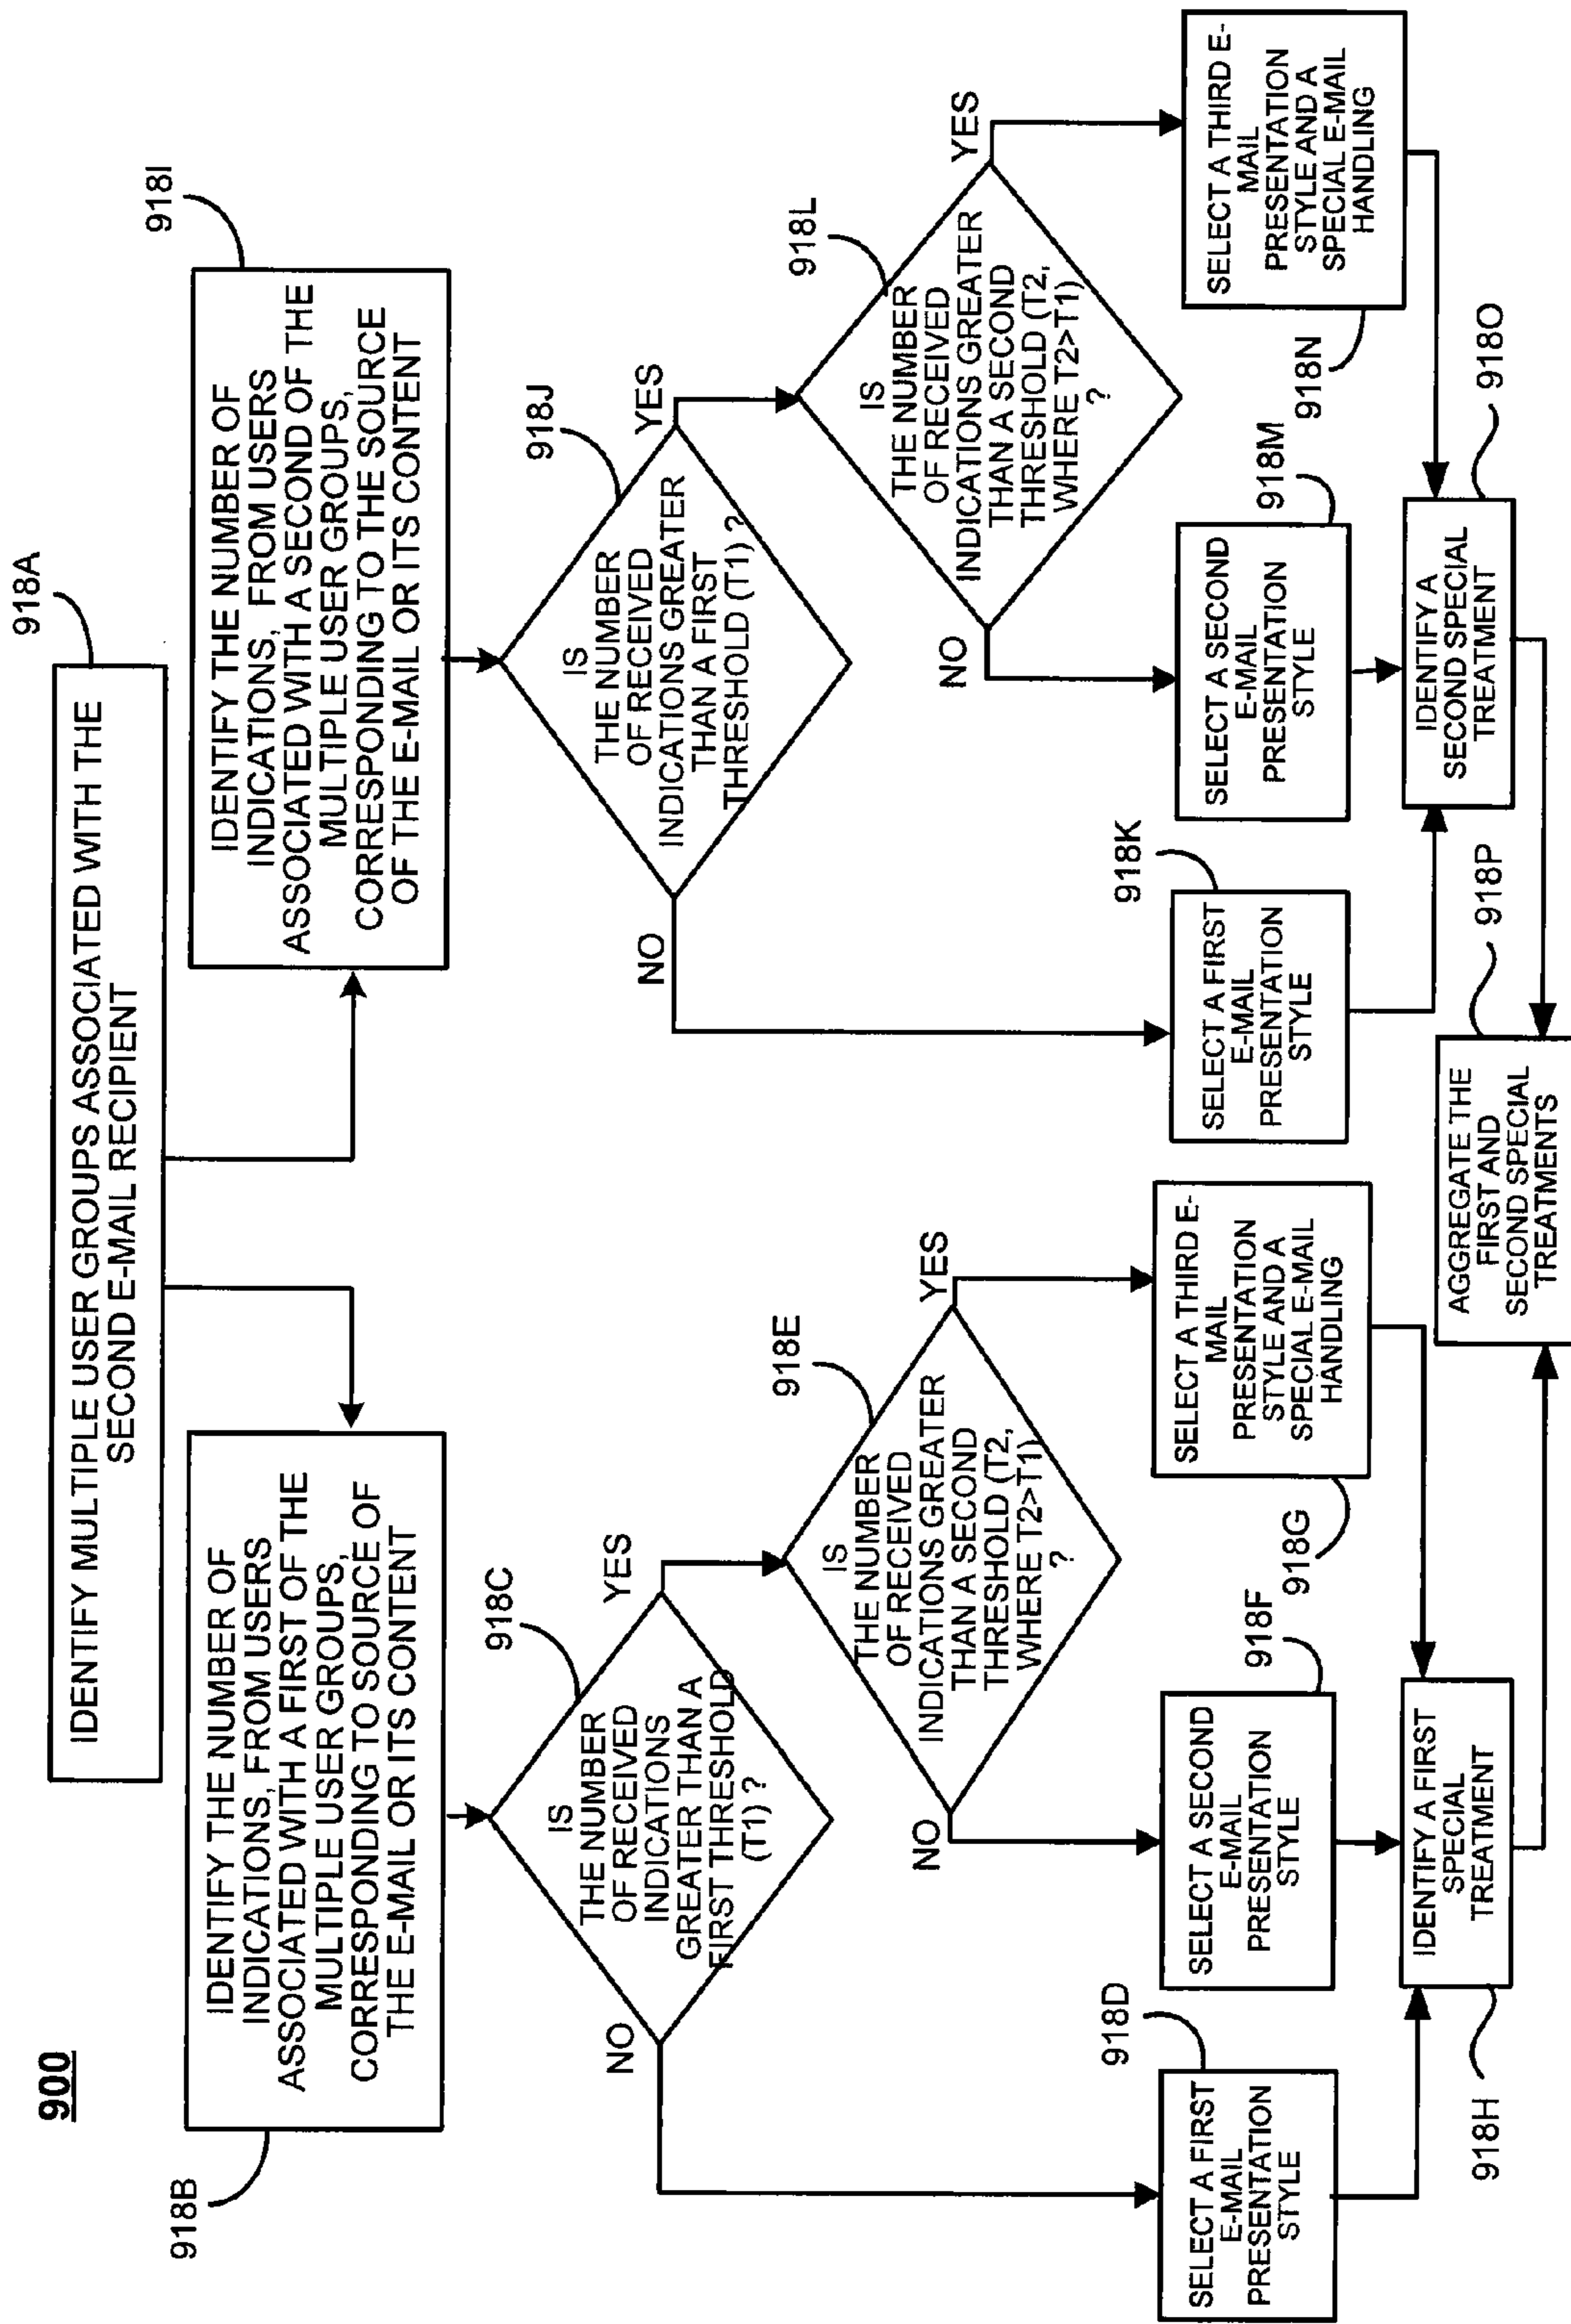 900
918A
IDENTIFY MULTIPLE USER GROUPS ASSOCIATED WITH THE
SECOND E-MAIL RECIPIENT
918B
IDENTIFY THE NUMBER OF
INDICATIONS, FROM USERS
ASSOCIATED WITH A FIRST OF THE
MULTIPLE USER GROUPS,
CORRESPONDING TO SOURCE OF
THE E-MAIL OR ITS CONTENT
918C
IS
THE NUMBER
OF RECEIVED
INDICATIONS
GREATER THAN A
FIRST THRESHOLD
(T1) ?
NO
YES
918E
IS
THE NUMBER
OF RECEIVED
INDICATIONS GREATER
THAN A SECOND
THRESHOLD (T2,
WHERE T2>T1)
?
NO
YES
918D
SELECT A FIRST
E-MAIL
PRESENTATION
STYLE
918F
SELECT A SECOND
E-MAIL
PRESENTATION
STYLE
918G
SELECT A THIRD E-
MAIL
PRESENTATION
STYLE AND A
SPECIAL E-MAIL
HANDLING
918H
IDENTIFY A FIRST
SPECIAL
TREATMENT
918I
IDENTIFY THE NUMBER OF
INDICATIONS, FROM USERS
ASSOCIATED WITH A SECOND OF THE
MULTIPLE USER GROUPS,
CORRESPONDING TO THE SOURCE
OF THE E-MAIL OR ITS CONTENT
918J
IS
THE NUMBER
OF RECEIVED
INDICATIONS GREATER
THAN A FIRST
THRESHOLD (T1) ?
NO
YES
918L
IS
THE NUMBER
OF RECEIVED
INDICATIONS GREATER
THAN A SECOND
THRESHOLD (T2,
WHERE T2>T1)
?
NO
YES
918K
SELECT A FIRST
E-MAIL
PRESENTATION
STYLE
918M
SELECT A SECOND
E-MAIL
PRESENTATION
STYLE
918N
SELECT A THIRD E-
MAIL
PRESENTATION
STYLE AND A
SPECIAL E-MAIL
HANDLING
918O
IDENTIFY A
SECOND SPECIAL
TREATMENT
918P
AGGREGATE THE
FIRST AND
SECOND SPECIAL
TREATMENTS